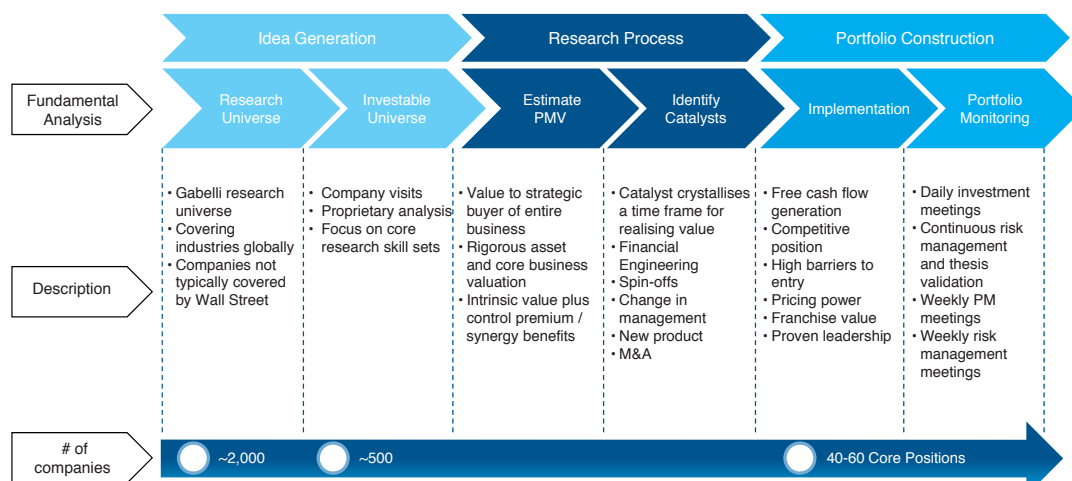 Idea Generation
Research Process
Portfolio Construction
Fundamental
Analysis
Research
Universe
Investable
Universe
Estimate
PMV
Identify
Catalysts
Implementation
Portfolio
Monitoring
Description
• Gabelli research
universe
• Covering
industries globally
• Companies not
typically covered
by Wall Street
• Company visits
• Proprietary analysis
• Focus on core
research skill sets
• Value to strategic
buyer of entire
business
• Rigorous asset
and core business
valuation
• Intrinsic value plus
control premium /
synergy benefits
• Catalyst crystallises
a time frame for
realising value
• Financial
Engineering
• Spin-offs
• Change in
management
• New product
• M&A
• Free cash flow
generation
• Competitive
position
• High barriers to
entry
• Pricing power
• Franchise value
• Proven leadership
• Daily investment
meetings
• Continuous risk
management
and thesis
validation
• Weekly PM
meetings
• Weekly risk
management
meetings
# of
companies
~2,000
~500
40-60 Core Positions